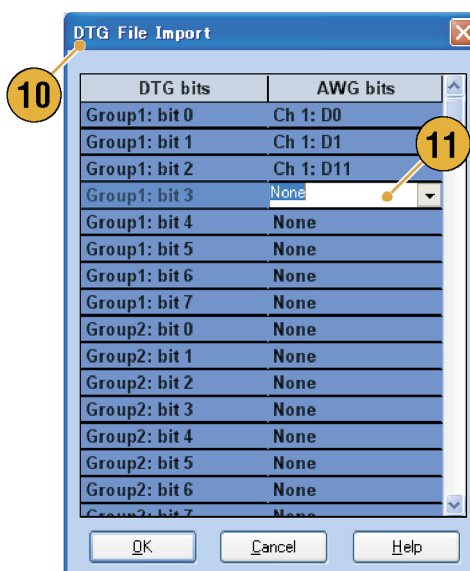 DTG File Import
10
DTG bits AWG bits
Group1: bit 0 Ch 1: D0
Group1: bit 1 Ch 1: D1
11
Group1: bit 2 Ch 1: D11
Group1: bit 3 None
Group1: bit 4 None
Group1: bit 5 None
Group1: bit 6 None
Group1: bit 7 None
Group2: bit 0 None
Group2: bit 1 None
Group2: bit 2 None
Group2: bit 3 None
Group2: bit 4 None
Group2: bit 5 None
Group2: bit 6 None
Group2: bit 7 None
OK Cancel Help